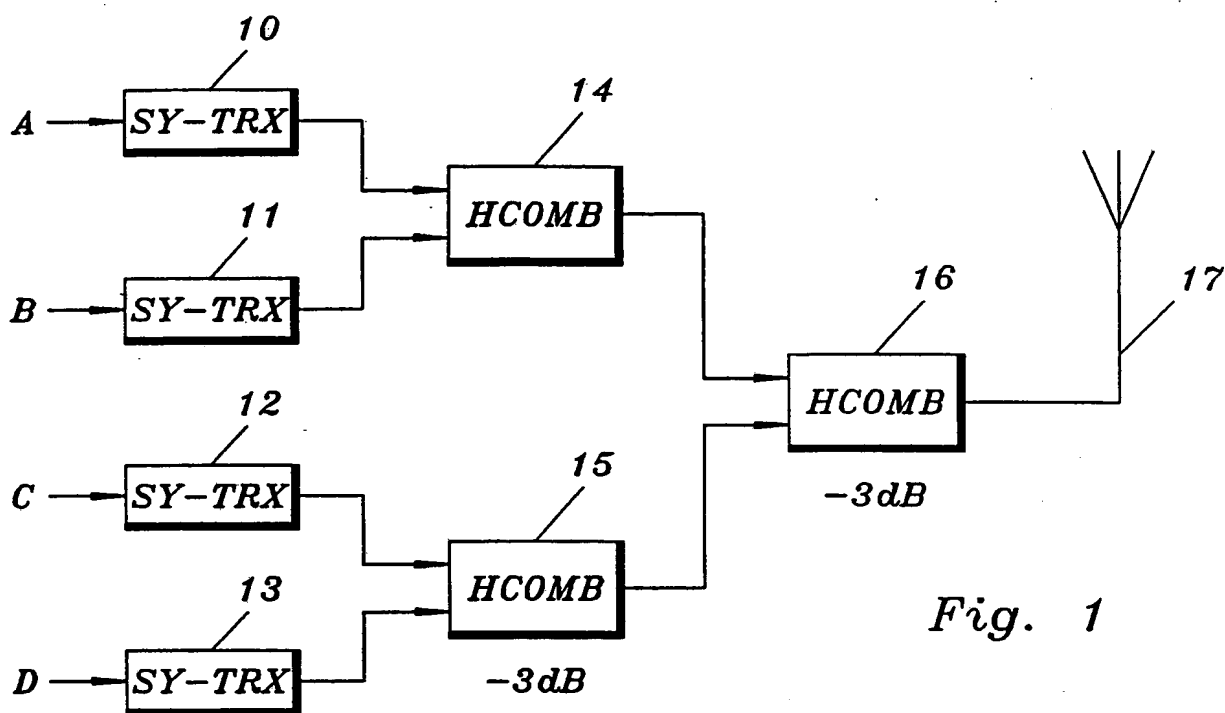 10
A SY-TRX
14
HCOMB
11
B SY-TRX
16
17
HCOMB
-3dB
12
C SY-TRX
15
HCOMB
-3dB
13
D SY-TRX
Fig. 1